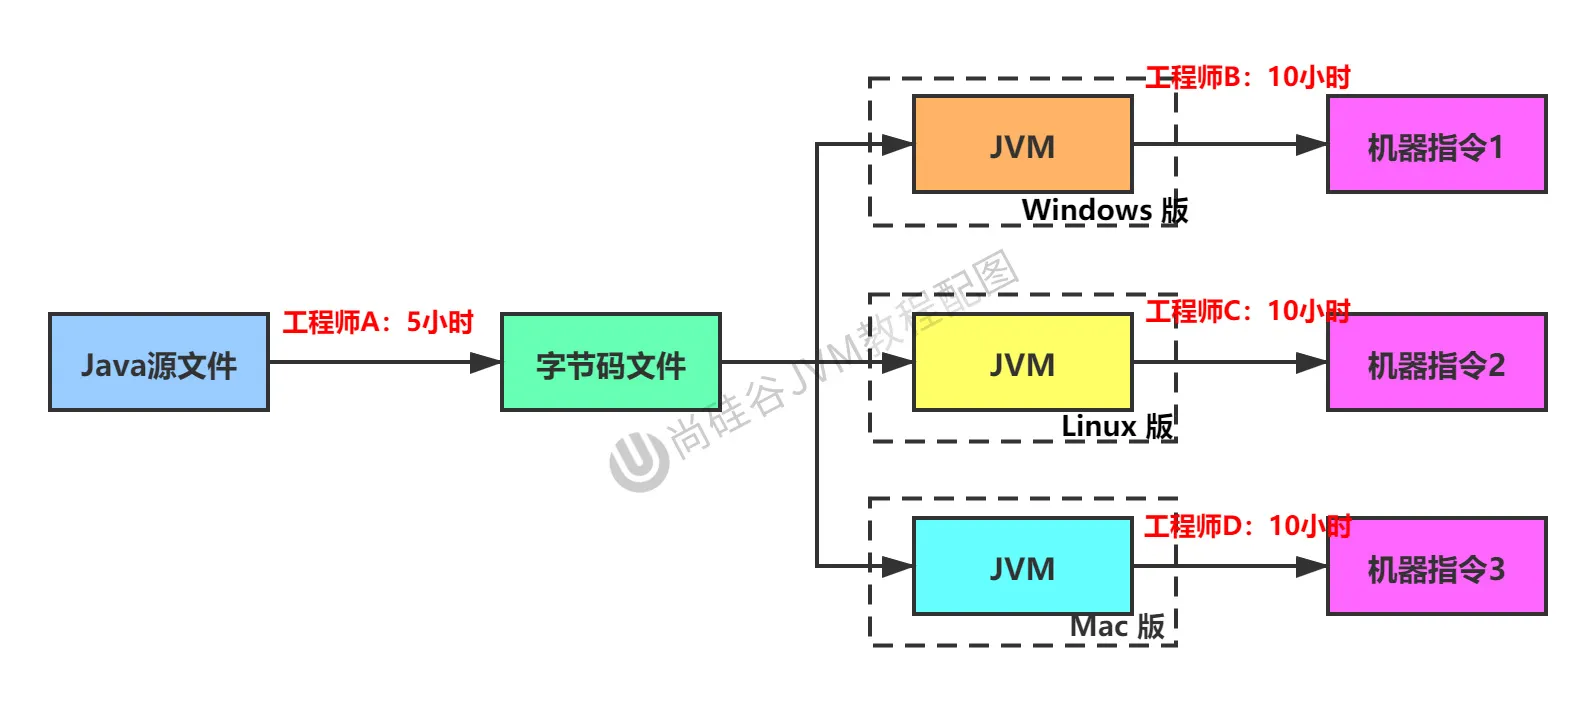 工程师B：10小时
JVM
机器指令1
Windows 版
工程师A：5小时
Java源文件
字节码文件
工程师C：10小时
JVM
机器指令2
Linux 版
尚硅谷JVM教程配图
工程师D：10小时
JVM
机器指令3
Mac 版